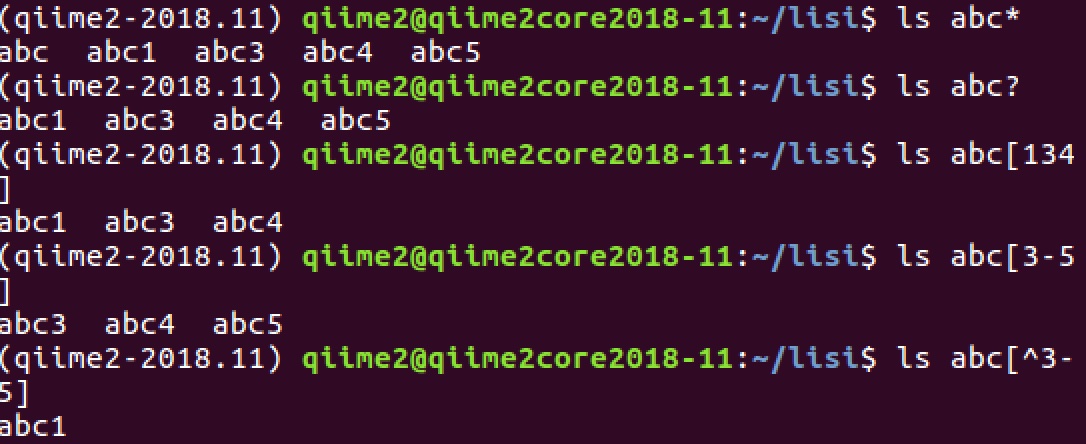 (qiime2-2018.11) qiime2@qiime2core2018-11:~/lisi$ ls abc*
abc  abc1  abc3  abc4  abc5
(qiime2-2018.11) qiime2@qiime2core2018-11:~/lisi$ ls abc?
abc1  abc3  abc4  abc5
(qiime2-2018.11) qiime2@qiime2core2018-11:~/lisi$ ls abc[134
]
abc1  abc3  abc4
(qiime2-2018.11) qiime2@qiime2core2018-11:~/lisi$ ls abc[3-5
]
abc3  abc4  abc5
(qiime2-2018.11) qiime2@qiime2core2018-11:~/lisi$ ls abc[^3-
5]
abc1